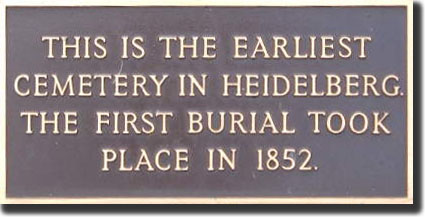 THIS IS THE EARLIEST
CEMETERY IN HEIDELBERG.
THE FIRST BURIAL TOOK
PLACE IN 1852.